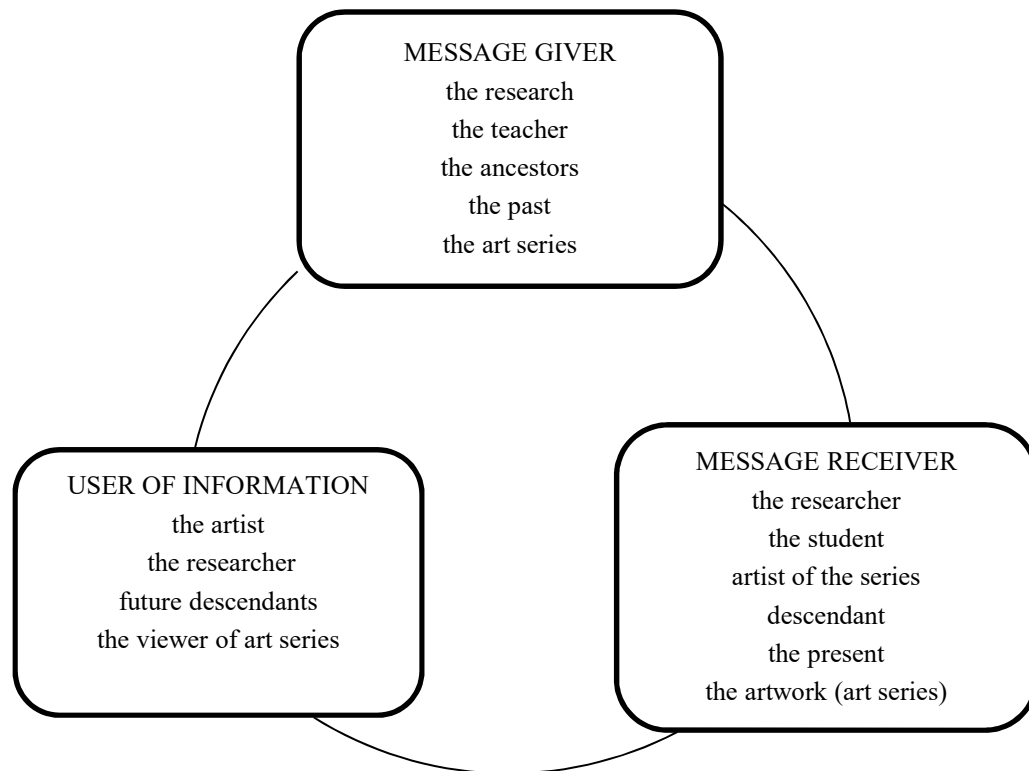 MESSAGE GIVER
the research
the teacher
the ancestors
the past
the art series
USER OF INFORMATION
the artist
the researcher
future descendants
the viewer of art series
MESSAGE RECEIVER
the researcher
the student
artist of the series
descendant
the present
the artwork (art series)